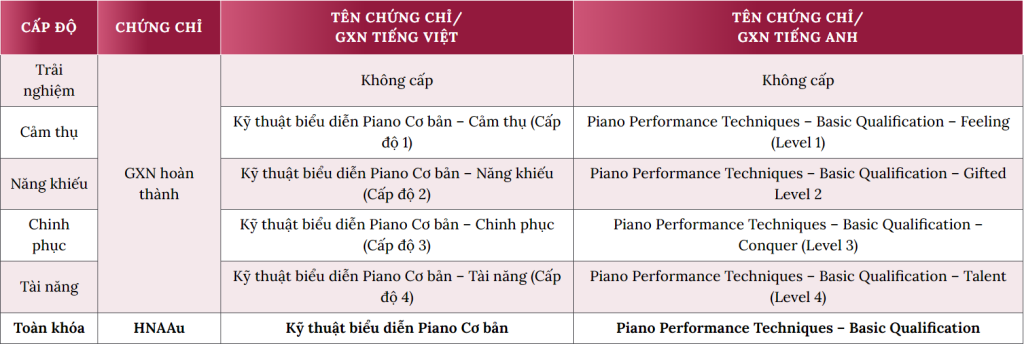 CẤP ĐỘ
CHỨNG CHỈ
TÊN CHỨNG CHỈ/
GXN TIẾNG VIỆT
TÊN CHỨNG CHỈ/
GXN TIẾNG ANH
Trải
nghiệm
GXN hoàn
thành
Không cấp
Không cấp
Cảm thụ
Kỹ thuật biểu diễn Piano Cơ bản – Cảm thụ (Cấp
độ 1)
Piano Performance Techniques – Basic Qualification – Feeling
(Level 1)
Năng khiếu
Kỹ thuật biểu diễn Piano Cơ bản – Năng khiếu
(Cấp độ 2)
Piano Performance Techniques – Basic Qualification – Gifted
Level 2
Chinh
phục
Kỹ thuật biểu diễn Piano Cơ bản – Chinh phục
(Cấp độ 3)
Piano Performance Techniques – Basic Qualification –
Conquer (Level 3)
Tài năng
Kỹ thuật biểu diễn Piano Cơ bản – Tài năng (Cấp
độ 4)
Piano Performance Techniques – Basic Qualification – Talent
(Level 4)
Toàn khóa
HNAAu
Kỹ thuật biểu diễn Piano Cơ bản
Piano Performance Techniques – Basic Qualification